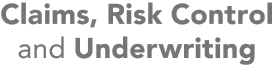 Claims, Risk Control
and Underwriting